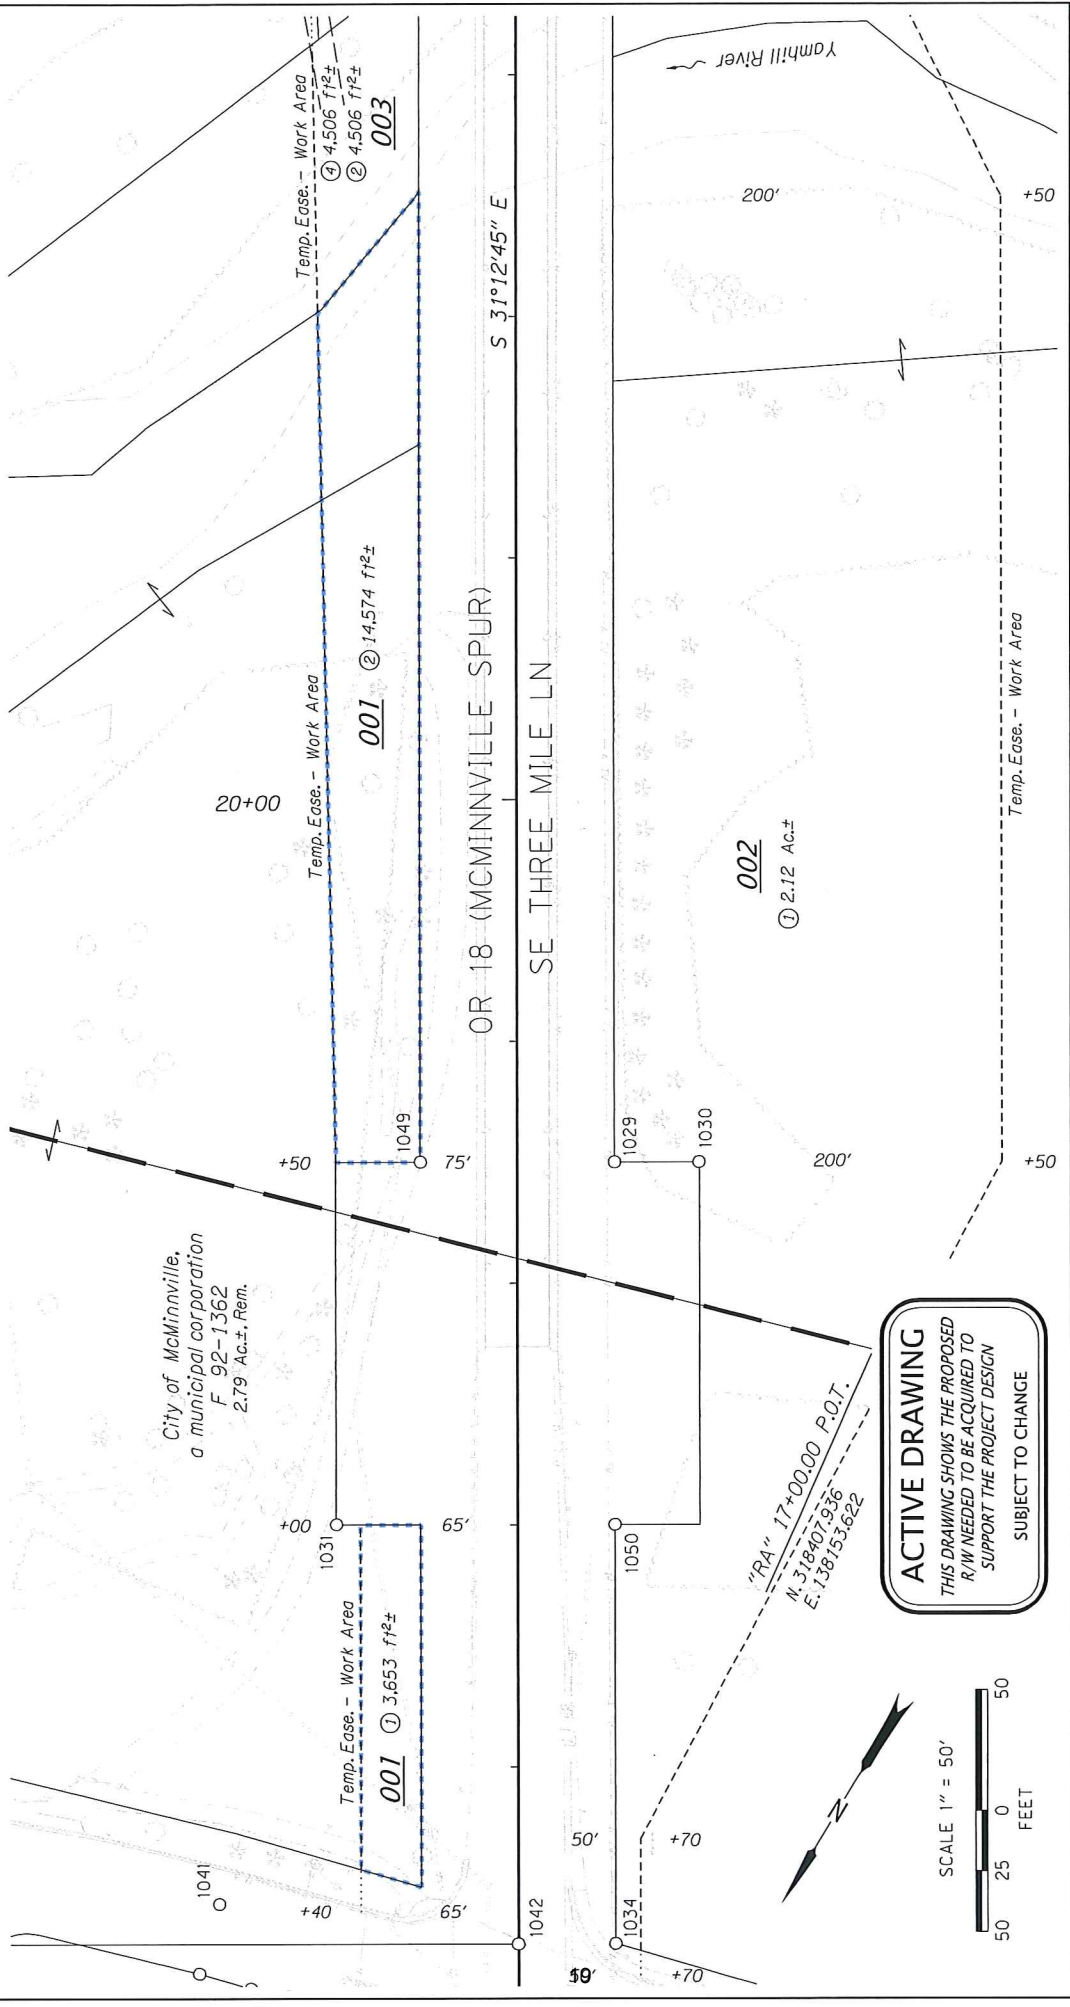 Yamhill River
Temp. Ease. - Work Area
④ 4,506 ft²±
② 4,506 ft²±
003
200'
+50
S 31°12'45" E
Temp. Ease. - Work Area
001
② 14,574 ft²±
20+00
OR 18 (MCMINNVILLE SPUR)
SE THREE MILE LN
002
① 2.12 Ac.±
Temp. Ease. - Work Area
+50
1049
75'
1029
1030
200'
+50
City of McMinnville,
a municipal corporation
F 92-1362
2.79 Ac.±, Rem.
+00
1031
65'
1050
"RA" 17+00.00 P.O.T.
N. 318407.936
E. 138153.622
ACTIVE DRAWING
THIS DRAWING SHOWS THE PROPOSED
R/W NEEDED TO BE ACQUIRED TO
SUPPORT THE PROJECT DESIGN
SUBJECT TO CHANGE
Temp. Ease. - Work Area
001
① 3,653 ft²±
1041
+40
65'
1042
50'
+70
1034
+70
N
SCALE 1" = 50'
50 25 0 50
FEET